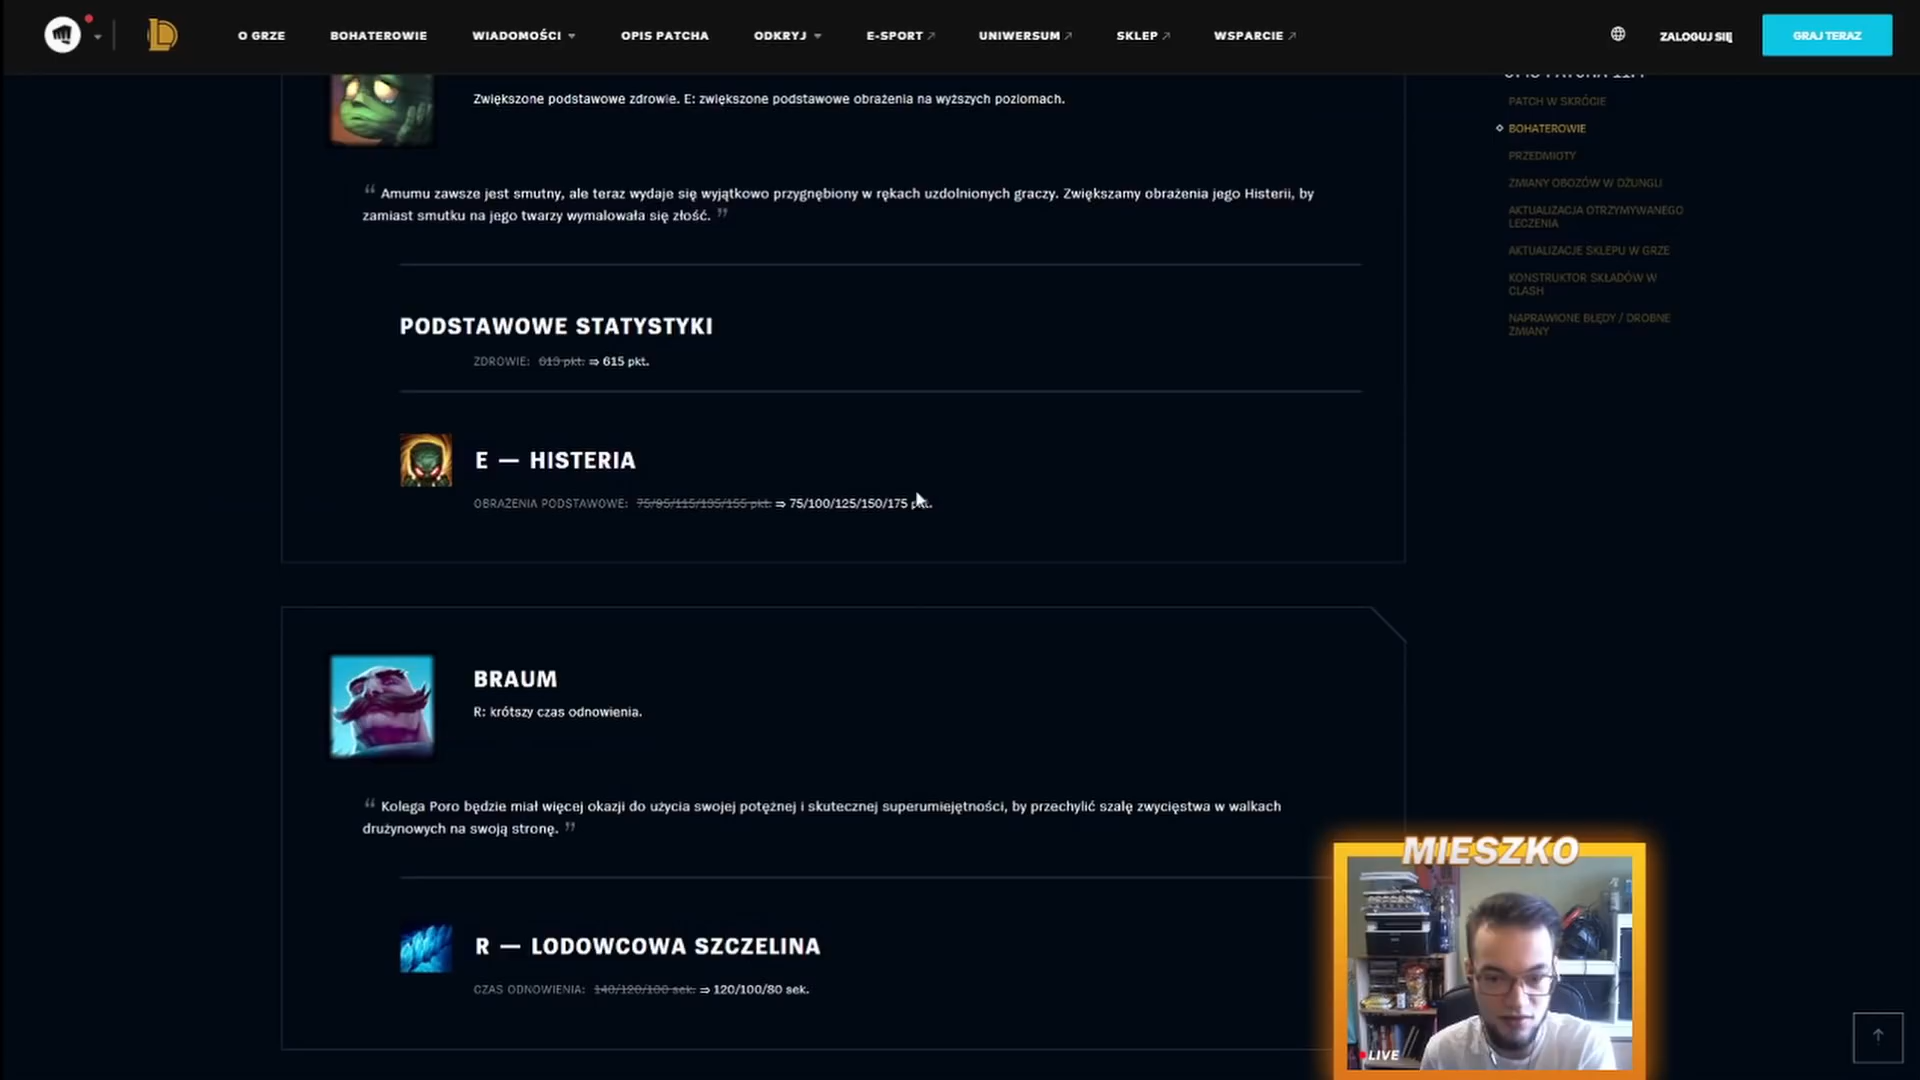 O GRZE BOHATEROWIE WIADOMOŚCI OPIS PATCHA ODKRYJ E-SPORT UNIWERSUM SKLEP WSPARCIE ZALOGUJ SIĘ GRAJ TERAZ
Zwiększone podstawowe zdrowie. E: zwiększone podstawowe obrażenia na wyższych poziomach.
“ Amumu zawsze jest smutny, ale teraz wydaje się wyjątkowo przygnębiony w rękach uzdolnionych graczy. Zwiększamy obrażenia jego Histerii, by
zamiast smutku na jego twarzy wymalowała się złość. ”
PODSTAWOWE STATYSTYKI
ZDROWIE: 613 pkt. ⇒ 615 pkt.
E — HISTERIA
OBRAŻENIA PODSTAWOWE: 75/95/115/135/155 pkt. ⇒ 75/100/125/150/175 pkt.
BRAUM
R: krótszy czas odnowienia.
“ Kolega Poro będzie miał więcej okazji do użycia swojej potężnej i skutecznej superumiejętności, by przechylić szalę zwycięstwa w walkach
drużynowych na swoją stronę. ”
R — LODOWCOWA SZCZELINA
CZAS ODNOWIENIA: 140/120/100 sek. ⇒ 120/100/80 sek.
PATCH W SKRÓCIE
BOHATEROWIE
PRZEDMIOTY
ZMIANY OBOZÓW W DŻUNGLI
AKTUALIZACJA OTRZYMYWANEGO
LECZENIA
AKTUALIZACJE SKLEPU W GRZE
KONSTRUKTOR SKŁADÓW W
CLASH
NAPRAWIONE BŁĘDY / DROBNE
ZMIANY
MIESZKO
LIVE